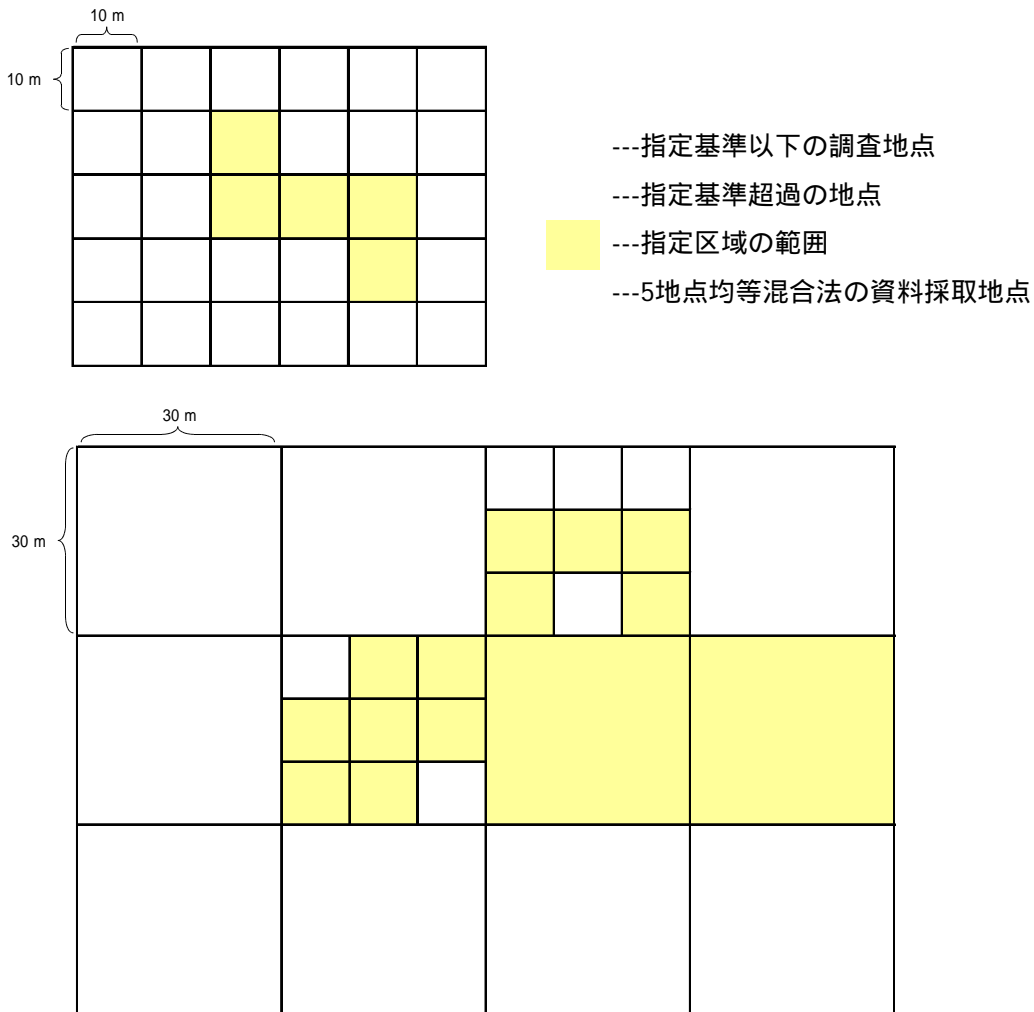 10 m
10 m
---指定基準以下の調査地点
---指定基準超過の地点
---指定区域の範囲
---5地点均等混合法の資料採取地点
30 m
30 m